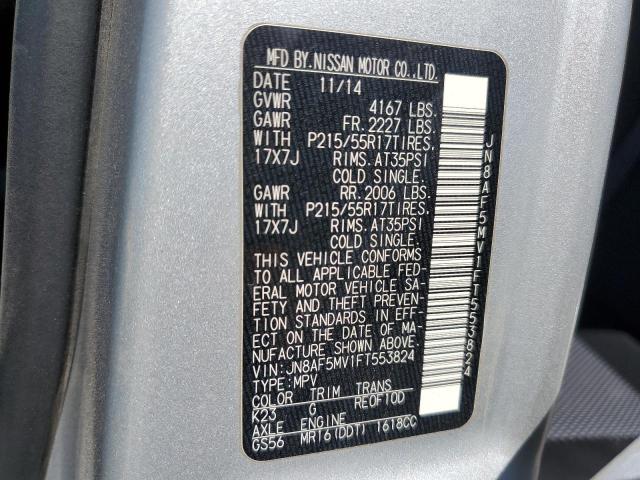 MFD BY.NISSAN MOTOR CO.,LTD.
DATE 11/14
GVWR 4167 LBS.
GAWR FR.2227 LBS.
WITH P215/55R17TIRES.
17X7J RIMS.AT35PSI
COLD SINGLE.
GAWR RR.2006 LBS.
WITH P215/55R17TIRES.
17X7J RIMS.AT35PSI
COLD SINGLE.
THIS VEHICLE CONFORMS
TO ALL APPLICABLE FED-
ERAL MOTOR VEHICLE SA-
FETY AND THEFT PREVEN-
TION STANDARDS IN EFF-
ECT ON THE DATE OF MA-
NUFACTURE SHOWN ABOVE.
VIN:JN8AF5MV1FT553824
TYPE:MPV
COLOR TRIM TRANS
K23 G RE0F10D
AXLE ENGINE
GS56 MR16(DDT) 1618CC
JN8AF5MV1FT553824